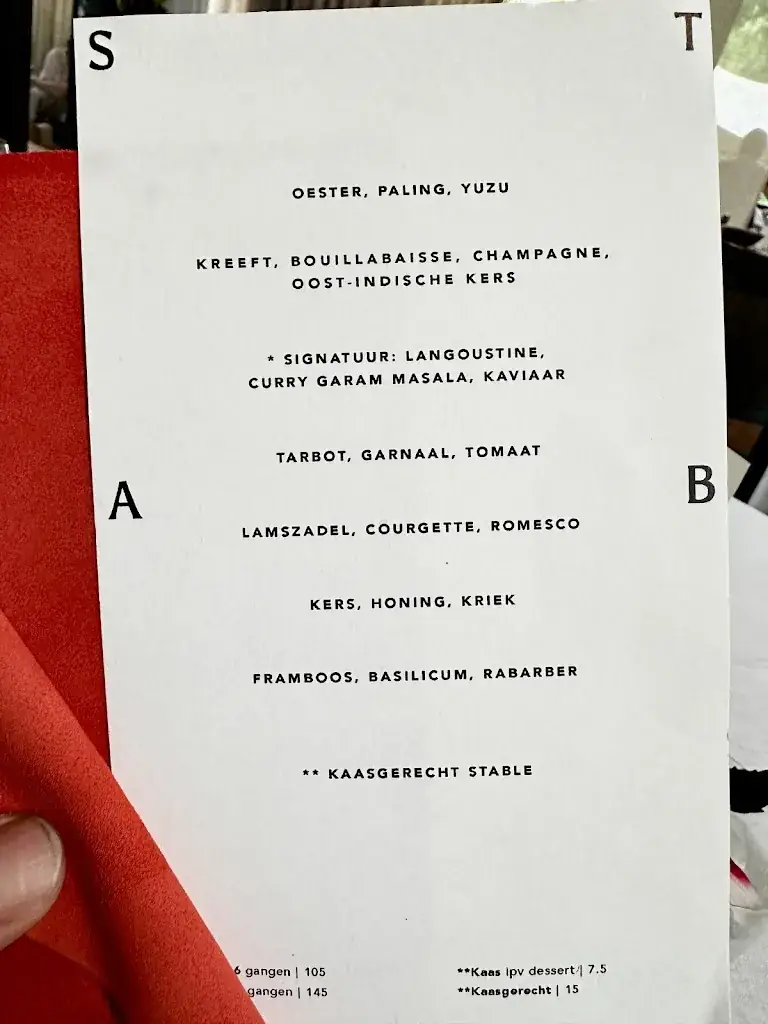 S T
OESTER, PALING, YUZU
KREEFT, BOUILLABAISSE, CHAMPAGNE,
OOST-INDISCHE KERS
* SIGNATUUR: LANGOUSTINE,
CURRY GARAM MASALA, KAVIAAR
TARBOT, GARNAAL, TOMAAT
A B
LAMSZADEL, COURGETTE, ROMESCO
KERS, HONING, KRIEK
FRAMBOOS, BASILICUM, RABARBER
** KAASGERECHT STABLE
6 gangen | 105
gangen | 145
**Kaas ipv dessert | 7.5
**Kaasgerecht | 15